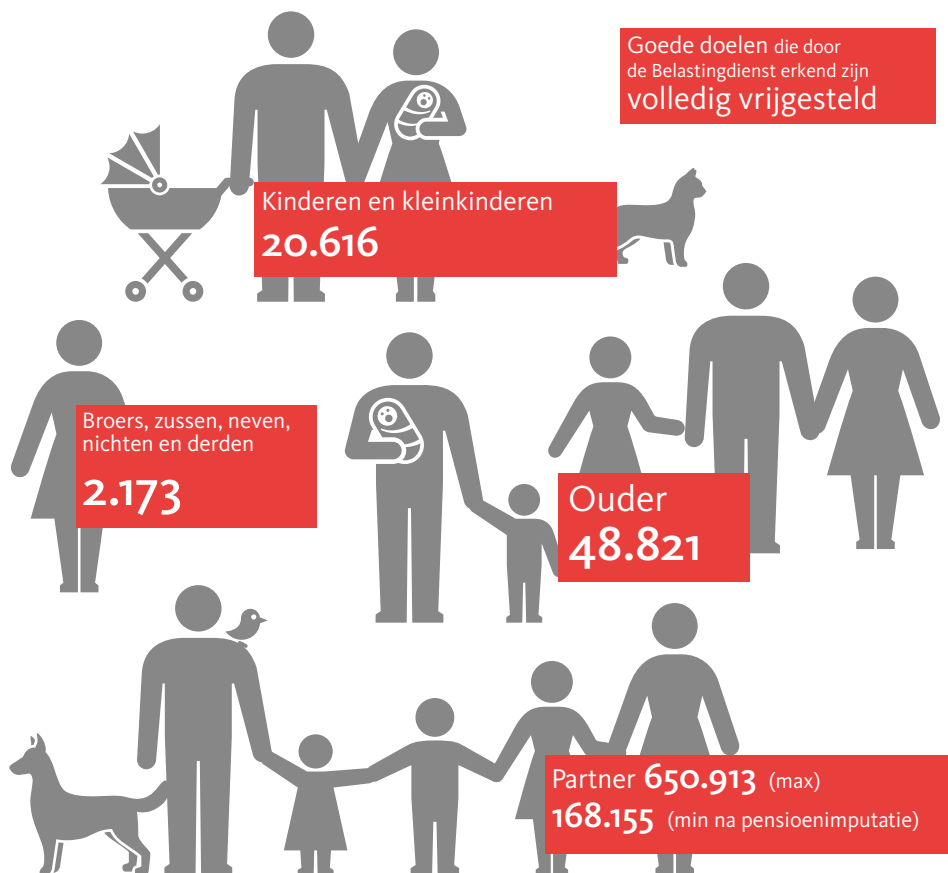 Goede doelen die door
de Belastingdienst erkend zijn
volledig vrijgesteld
Kinderen en kleinkinderen
20.616
Broers, zussen, neven,
nichten en derden
2.173
Ouder
48.821
Partner 650.913 (max)
168.155 (min na pensioenimputatie)